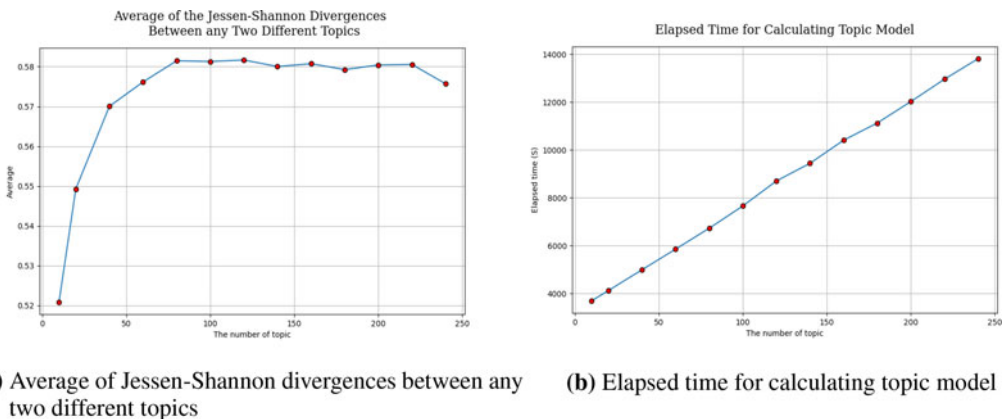 Average of the Jessen-Shannon Divergences
Between any Two Different Topics
0.58
0.57
0.56
0.55
0.54
0.53
0.52
Average
0
50
100
150
200
250
The number of topic
Elapsed Time for Calculating Topic Model
14000
12000
10000
8000
6000
4000
Elapsed time (S)
0
50
100
150
200
250
The number of topic
) Average of Jessen-Shannon divergences between any
two different topics
(b) Elapsed time for calculating topic model